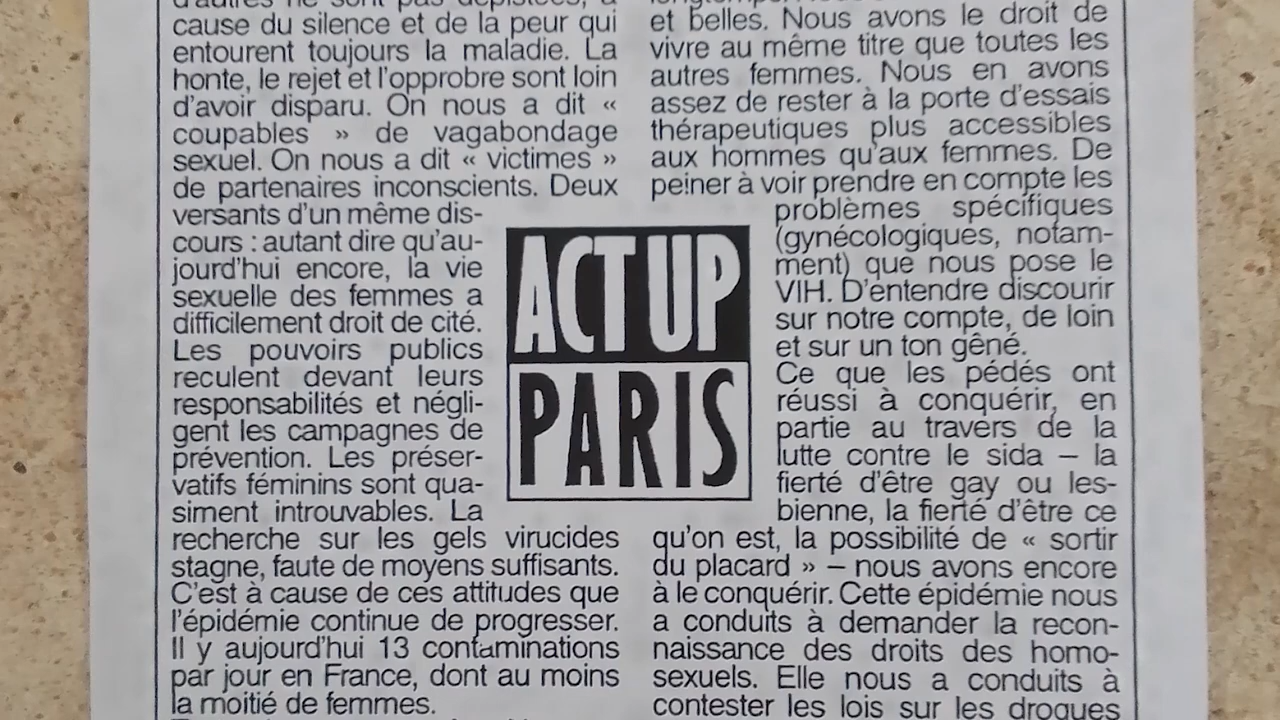 d'autres ne sont pas dépistées, à
cause du silence et de la peur qui
entourent toujours la maladie. La
honte, le rejet et l'opprobre sont loin
d'avoir disparu. On nous a dit «
coupables » de vagabondage
sexuel. On nous a dit « victimes »
de partenaires inconscients. Deux
versants d'un même dis-
cours : autant dire qu'au-
jourd'hui encore, la vie
sexuelle des femmes a
difficilement droit de cité.
Les pouvoirs publics
reculent devant leurs
responsabilités et négli-
gent les campagnes de
prévention. Les préser-
vatifs féminins sont qua-
siment introuvables. La
recherche sur les gels virucides
stagne, faute de moyens suffisants.
C'est à cause de ces attitudes que
l'épidémie continue de progresser.
Il y aujourd'hui 13 contaminations
par jour en France, dont au moins
la moitié de femmes.
ACT UP
PARIS
et belles. Nous avons le droit de
vivre au même titre que toutes les
autres femmes. Nous en avons
assez de rester à la porte d'essais
thérapeutiques plus accessibles
aux hommes qu'aux femmes. De
peiner à voir prendre en compte les
problèmes spécifiques
(gynécologiques, notam-
ment) que nous pose le
VIH. D'entendre discourir
sur notre compte, de loin
et sur un ton gêné.
Ce que les pédés ont
réussi à conquérir, en
partie au travers de la
lutte contre le sida – la
fierté d'être gay ou les-
bienne, la fierté d'être ce
qu'on est, la possibilité de « sortir
du placard » – nous avons encore
à le conquérir. Cette épidémie nous
a conduits à demander la recon-
naissance des droits des homo-
sexuels. Elle nous a conduits à
contester les lois sur les drogues